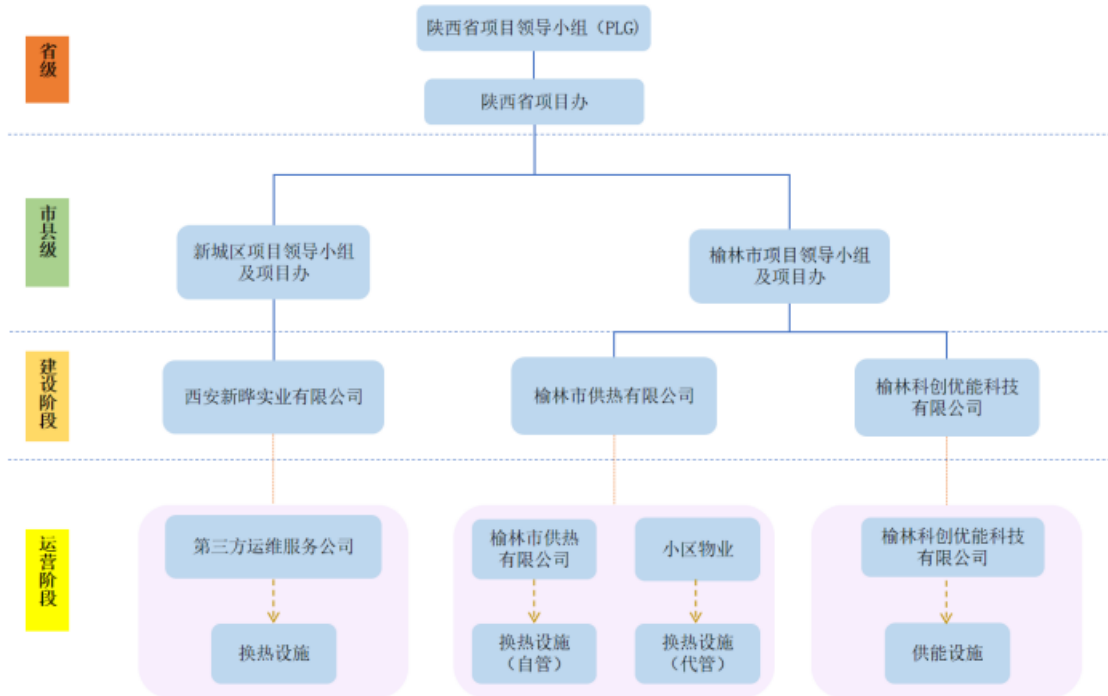 省级
陕西省项目领导小组（PLG)
陕西省项目办
市县级
新城区项目领导小组
及项目办
榆林市项目领导小组
及项目办
建设阶段
西安新晔实业有限公司
榆林市供热有限公司
榆林科创优能科技
有限公司
运营阶段
第三方运维服务公司
榆林市供热
有限公司
小区物业
榆林科创优能科技
有限公司
换热设施
换热设施
（自管）
换热设施
（代管）
供能设施